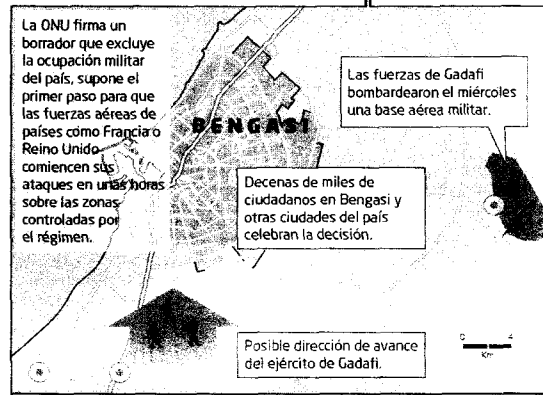 La ONU firma un
borrador que excluye
la ocupación militar
del país, supone el
primer paso para que
las fuerzas aéreas de
países como Francia o
Reino Unido
comiencen sus
ataques en unas horas
sobre las zonas
controladas por
el régimen.
BENGASI
Las fuerzas de Gadafi
bombardearon el miércoles
una base aérea militar.
Decenas de miles de
ciudadanos en Bengasi y
otras ciudades del país
celebran la decisión.
Posible dirección de avance
del ejército de Gadafi.
0 4
Km